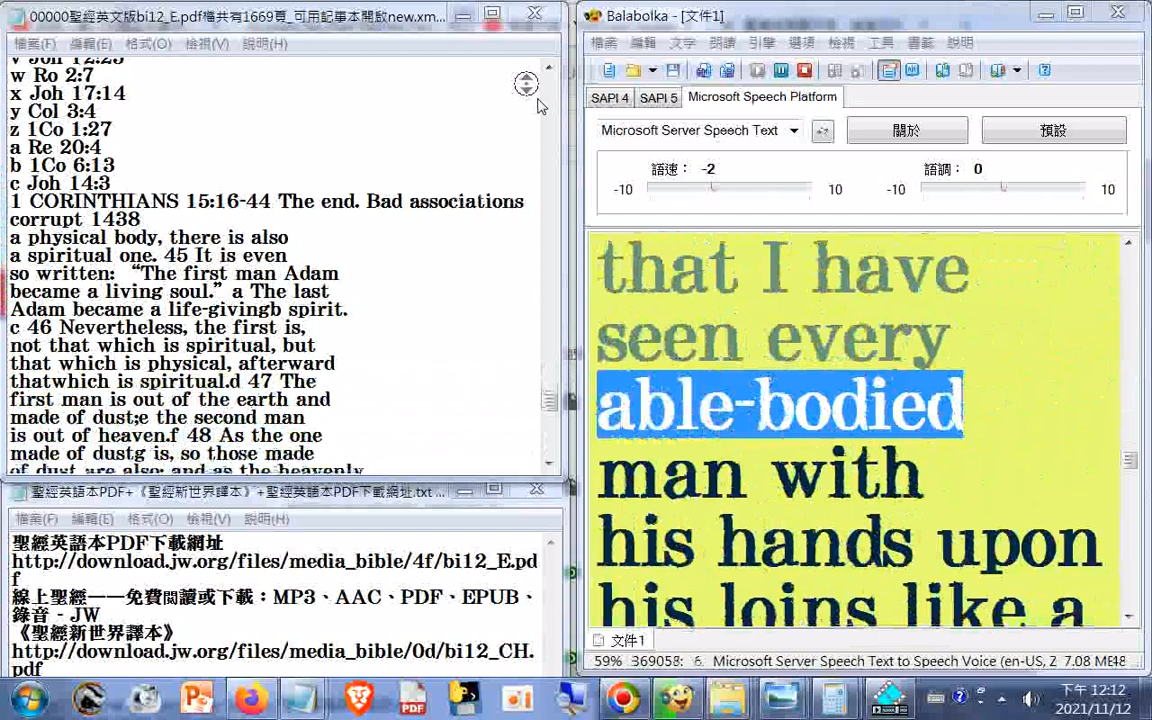 00000聖經英文版bi12_E.pdf檔共有1669頁_可用記事本開啟new.xm...
檔案(F) 編輯(E) 格式(O) 檢視(V) 說明(H)
w Ro 2:7
x Joh 17:14
y Col 3:4
z 1Co 1:27
a Re 20:4
b 1Co 6:13
c Joh 14:3
1 CORINTHIANS 15:16-44 The end. Bad associations
corrupt 1438
a physical body, there is also
a spiritual one. 45 It is even
so written: “The first man Adam
became a living soul.” a The last
Adam became a life-givingb spirit.
c 46 Nevertheless, the first is,
not that which is spiritual, but
that which is physical, afterward
thatwhich is spiritual.d 47 The
first man is out of the earth and
made of dust;e the second man
is out of heaven.f 48 As the one
made of dustg is, so those made
of dust are also; and as the heavenly
聖經英語本PDF+《聖經新世界譯本》+聖經英語本PDF下載網址.txt ...
檔案(F) 編輯(E) 格式(O) 檢視(V) 說明(H)
聖經英語本PDF下載網址
http://download.jw.org/files/media_bible/4f/bi12_E.pd
f
線上聖經——免費閱讀或下載：MP3、AAC、PDF、EPUB、
錄音 - JW
《聖經新世界譯本》
http://download.jw.org/files/media_bible/0d/bi12_CH.
pdf
Balabolka - [文件1]
檔案 編輯 文字 朗讀 引擎 選項 檢視 工具 書籤 說明
SAPI 4 SAPI 5 Microsoft Speech Platform
Microsoft Server Speech Text 關於 預設
語速： -2 語調： 0
-10 10 -10 10
that I have
seen every
able-bodied
man with
his hands upon
his loins like a
文件1
59% 369058: 6. Microsoft Server Speech Text to Speech Voice (en-US, Z 7.08 ME48
下午 12:12
2021/11/12